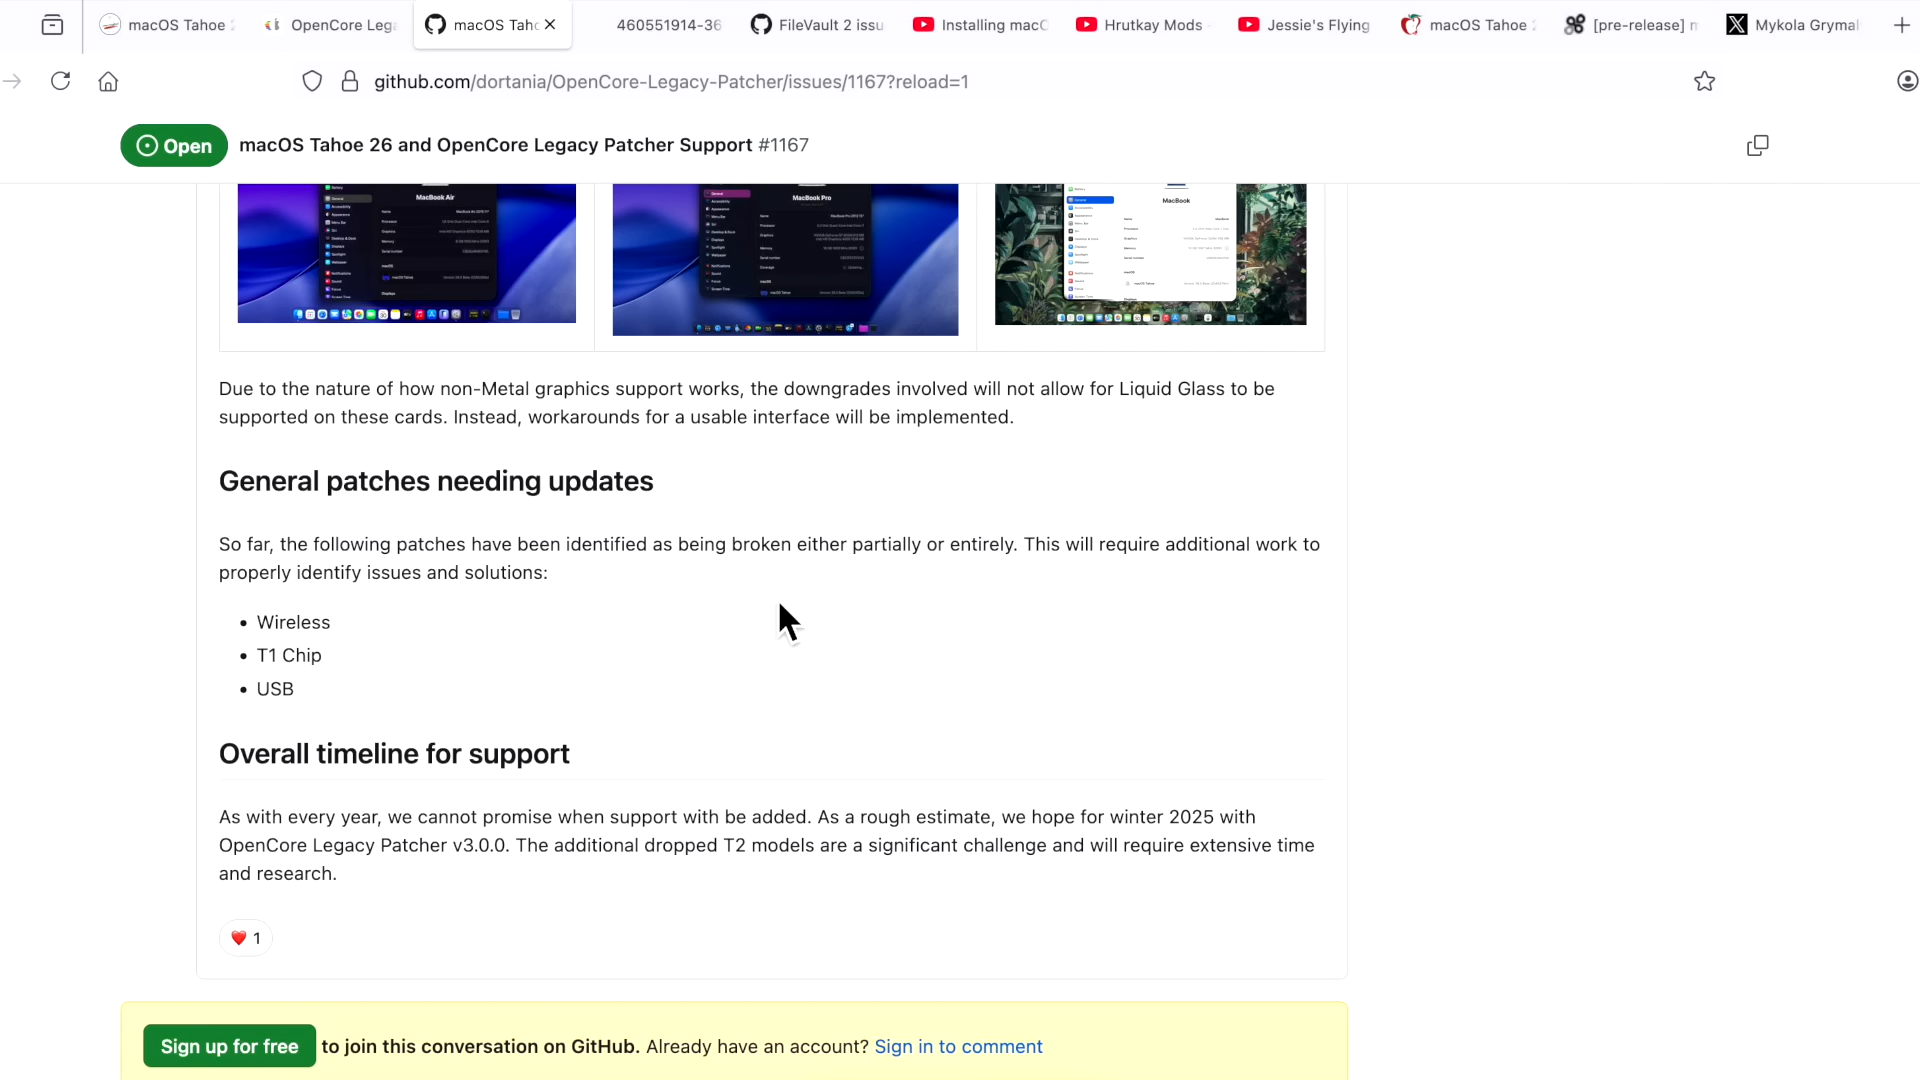 macOS Tahoe
OpenCore Leg
macOS Taho
460551914-36
FileVault 2 issu
Installing mac
Hrutkay Mods
Jessie's Flying
macOS Tahoe
[pre-release]
Mykola Gryma
github.com/dortania/OpenCore-Legacy-Patcher/issues/1167?reload=1
Open
macOS Tahoe 26 and OpenCore Legacy Patcher Support #1167
MacBook Air
MacBook Pro
MacBook
Due to the nature of how non-Metal graphics support works, the downgrades involved will not allow for Liquid Glass to be
supported on these cards. Instead, workarounds for a usable interface will be implemented.
General patches needing updates
So far, the following patches have been identified as being broken either partially or entirely. This will require additional work to
properly identify issues and solutions:
• Wireless
• T1 Chip
• USB
Overall timeline for support
As with every year, we cannot promise when support with be added. As a rough estimate, we hope for winter 2025 with
OpenCore Legacy Patcher v3.0.0. The additional dropped T2 models are a significant challenge and will require extensive time
and research.
❤️ 1
Sign up for free to join this conversation on GitHub. Already have an account? Sign in to comment